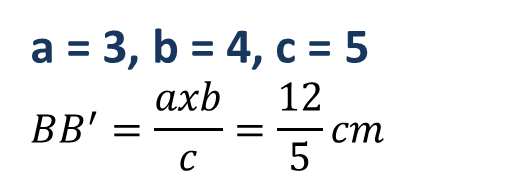 a = 3, b = 4, c = 5
BB′ = axb/c = 12/5 cm